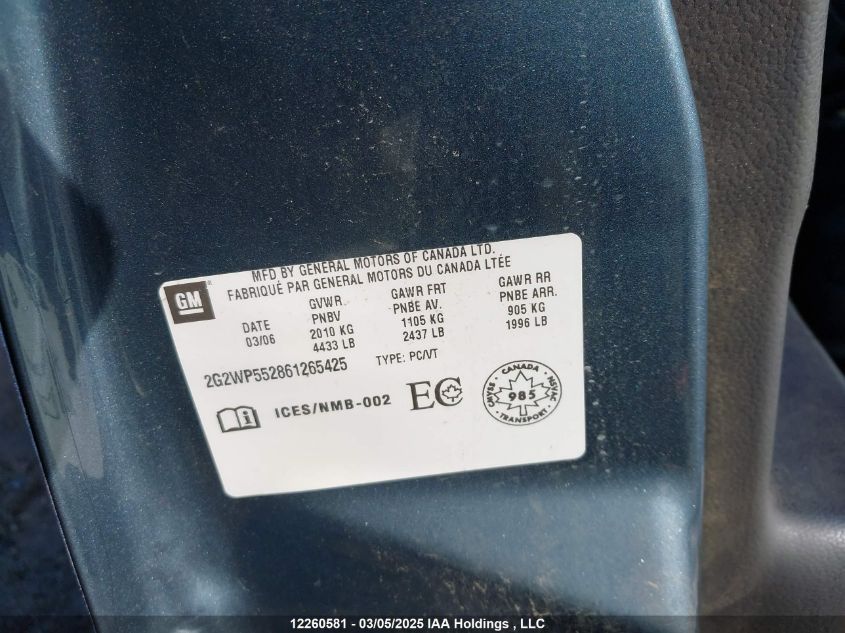 MFD BY GENERAL MOTORS OF CANADA LTD.
FABRIQUÉ PAR GENERAL MOTORS DU CANADA LTÉE
GM
DATE
03/06
GVWR
PNBV
2010 KG
4433 LB
GAWR FRT
PNBE AV.
1105 KG
2437 LB
GAWR RR
PNBE ARR.
905 KG
1996 LB
2G2WP552861265425
TYPE: PC/VT
ICES/NMB-002
EC
CANADA
CMVSS
985
NSVAC
TRANSPORT
12260581 - 03/05/2025 IAA Holdings , LLC